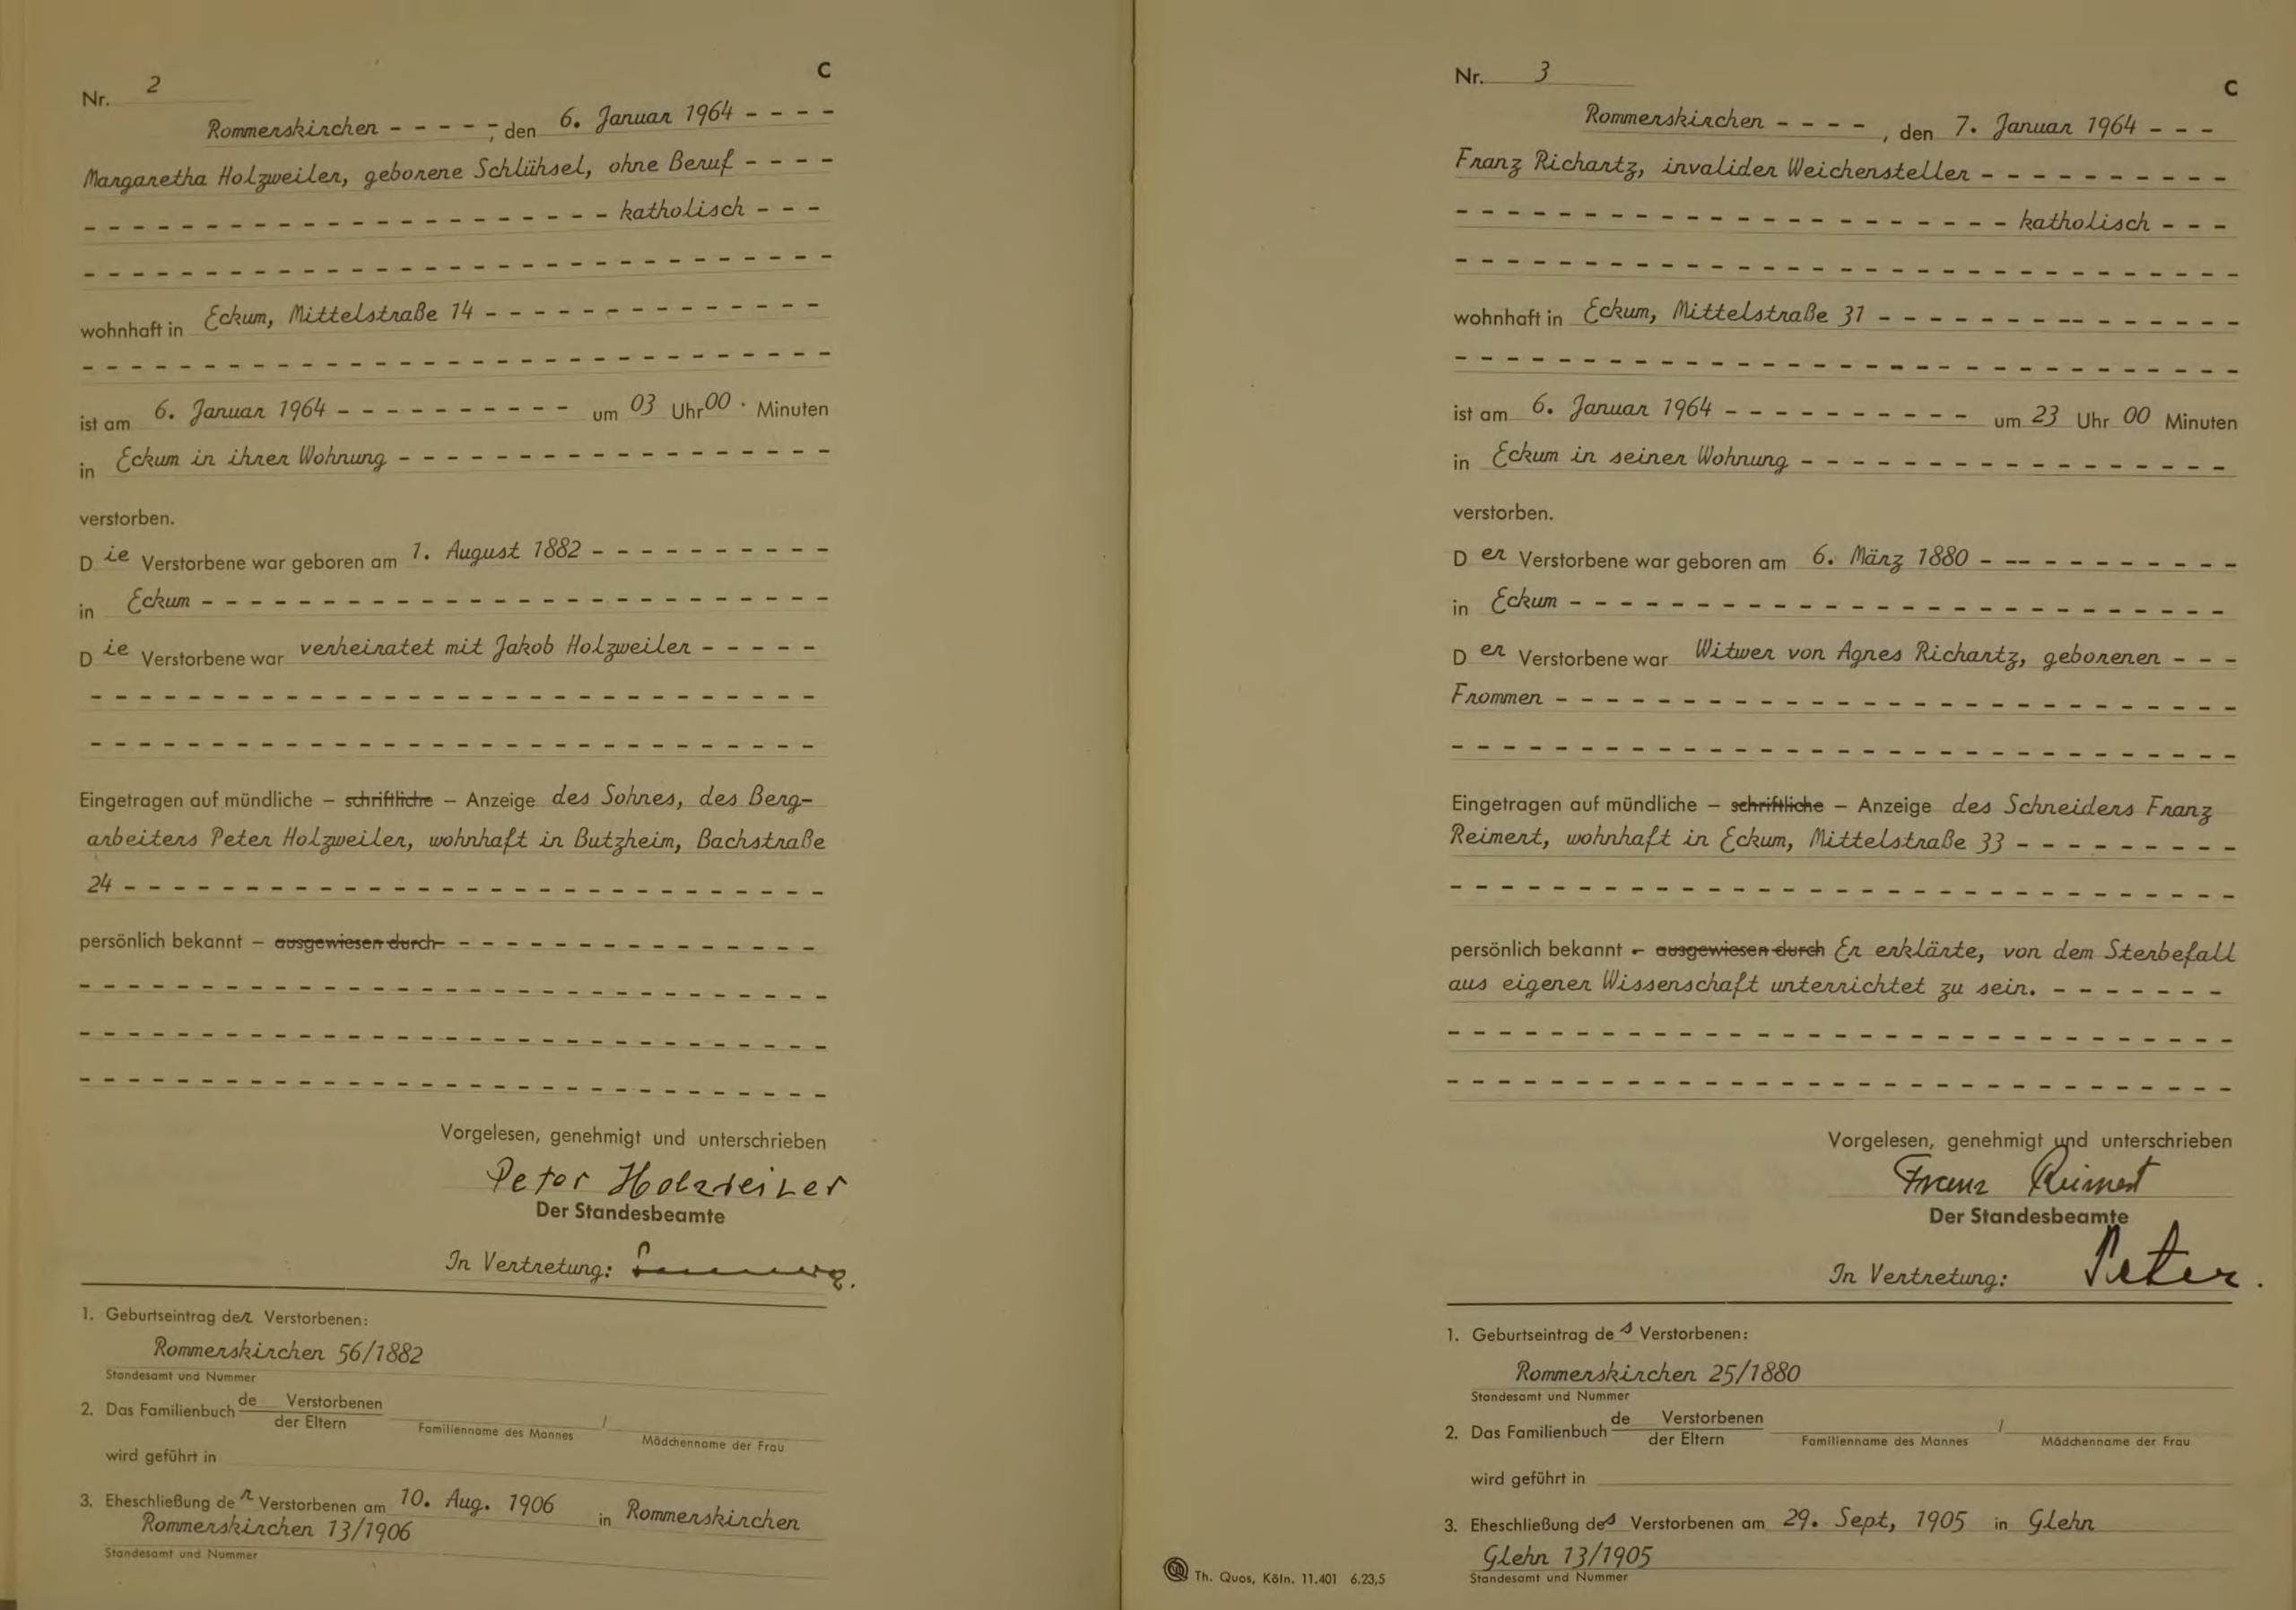 C
Nr. 2
Rommerskirchen - - - - -, den 6. Januar 1964 - - - -
Margaretha Holzweiler, geborene Schlühsel, ohne Beruf - - - -
- - - - - - - - - - - - - - - - - - - - - - katholisch - - -
wohnhaft in Eckum, Mittelstraße 14 - - - - - - - - - - - - - -
ist am 6. Januar 1964 - - - - - - - - - - um 03 Uhr 00 Minuten
in Eckum in ihrer Wohnung - - - - - - - - - - - - - - - - - -
verstorben.
Die Verstorbene war geboren am 1. August 1882 - - - - - - - - - -
in Eckum - - - - - - - - - - - - - - - - - - - - - - - - - -
Die Verstorbene war verheiratet mit Jakob Holzweiler - - - - -
Eingetragen auf mündliche – schriftliche – Anzeige des Sohnes, des Berg-
arbeiters Peter Holzweiler, wohnhaft in Butzheim, Bachstraße
24 - - - - - - - - - - - - - - - - - - - - - - - - - - - - -
persönlich bekannt – ausgewiesen durch - - - - - - - - - - - - - - -
Vorgelesen, genehmigt und unterschrieben
Peter Holzweiler
Der Standesbeamte
In Vertretung:
1. Geburtseintrag der Verstorbenen:
Rommerskirchen 56/1882
Standesamt und Nummer
2. Das Familienbuch de Verstorbenen
der Eltern
Familienname des Mannes / Mädchenname der Frau
wird geführt in
3. Eheschließung der Verstorbenen am 10. Aug. 1906 in Rommerskirchen
Rommerskirchen 13/1906
Standesamt und Nummer
Nr. 3
C
Rommerskirchen - - - -, den 7. Januar 1964 - - -
Franz Richartz, invalider Weichensteller - - - - - - - - - -
- - - - - - - - - - - - - - - - - - - - - - - katholisch - - -
wohnhaft in Eckum, Mittelstraße 31 - - - - - - - - - - - - - - -
ist am 6. Januar 1964 - - - - - - - - - - um 23 Uhr 00 Minuten
in Eckum in seiner Wohnung - - - - - - - - - - - - - - - - - -
verstorben.
Der Verstorbene war geboren am 6. März 1880 - - - - - - - - - - -
in Eckum - - - - - - - - - - - - - - - - - - - - - - - - - - -
Der Verstorbene war Witwer von Agnes Richartz, geborenen - - -
Frommen - - - - - - - - - - - - - - - - - - - - - - - - - - - -
Eingetragen auf mündliche – schriftliche – Anzeige des Schneiders Franz
Reimert, wohnhaft in Eckum, Mittelstraße 33 - - - - - - - - -
persönlich bekannt – ausgewiesen durch Er erklärte, von dem Sterbefall
aus eigener Wissenschaft unterrichtet zu sein. - - - - - - -
Vorgelesen, genehmigt und unterschrieben
Franz Reimert
Der Standesbeamte
In Vertretung: Peter.
1. Geburtseintrag des Verstorbenen:
Rommerskirchen 25/1880
Standesamt und Nummer
2. Das Familienbuch de Verstorbenen
der Eltern
Familienname des Mannes / Mädchenname der Frau
wird geführt in
3. Eheschließung des Verstorbenen am 29. Sept, 1905 in Glehn
Glehn 13/1905
Standesamt und Nummer
Th. Quos, Köln. 11.401 6.23,5